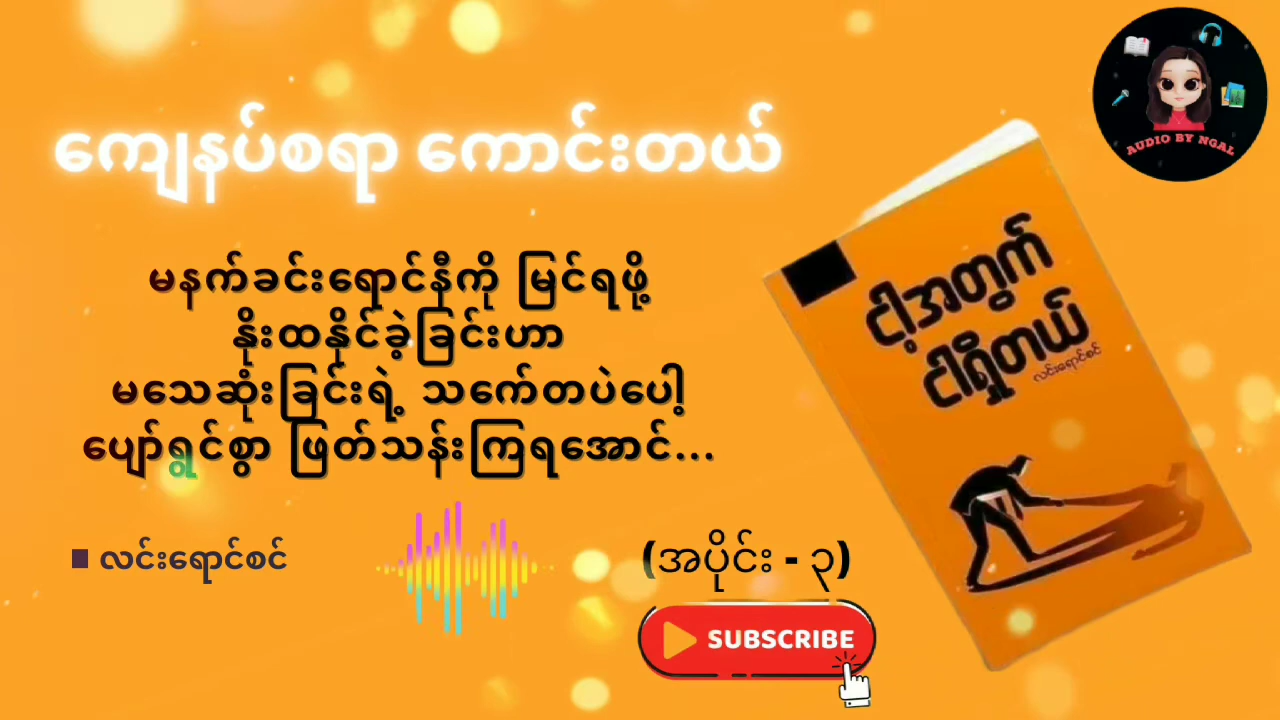 ကျေနပ်စရာ ကောင်းတယ်
မနက်ခင်းရောင်နီကို မြင်ရဖို့
နိုးထနိုင်ခဲ့ခြင်းဟာ
မသေဆုံးခြင်းရဲ့ သင်္ကေတပဲပေါ့
ပျော်ရွှင်စွာ ဖြတ်သန်းကြရအောင်...
■ လင်းရောင်စင်
(အပိုင်း - ၃)
SUBSCRIBE
AUDIO BY NGAL
ငါ့အတွက်
ငါရှိတယ်
လင်းရောင်စင်